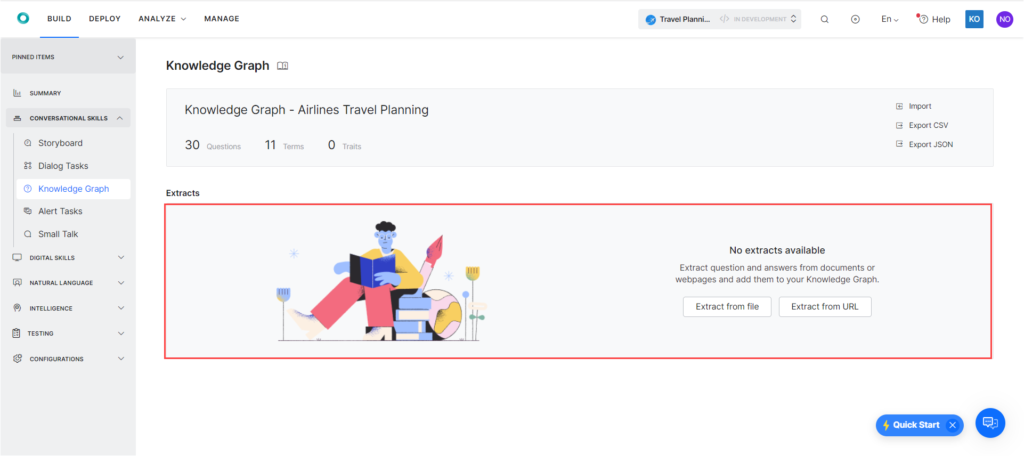 BUILD DEPLOY ANALYZE MANAGE Travel Planni... </> IN DEVELOPMENT En Help KO NO
PINNED ITEMS
SUMMARY
CONVERSATIONAL SKILLS
Storyboard
Dialog Tasks
Knowledge Graph
Alert Tasks
Small Talk
DIGITAL SKILLS
NATURAL LANGUAGE
INTELLIGENCE
TESTING
CONFIGURATIONS
Knowledge Graph
Knowledge Graph - Airlines Travel Planning
30 Questions 11 Terms 0 Traits
Import
Export CSV
Export JSON
Extracts
No extracts available
Extract question and answers from documents or
webpages and add them to your Knowledge Graph.
Extract from file Extract from URL
Quick Start